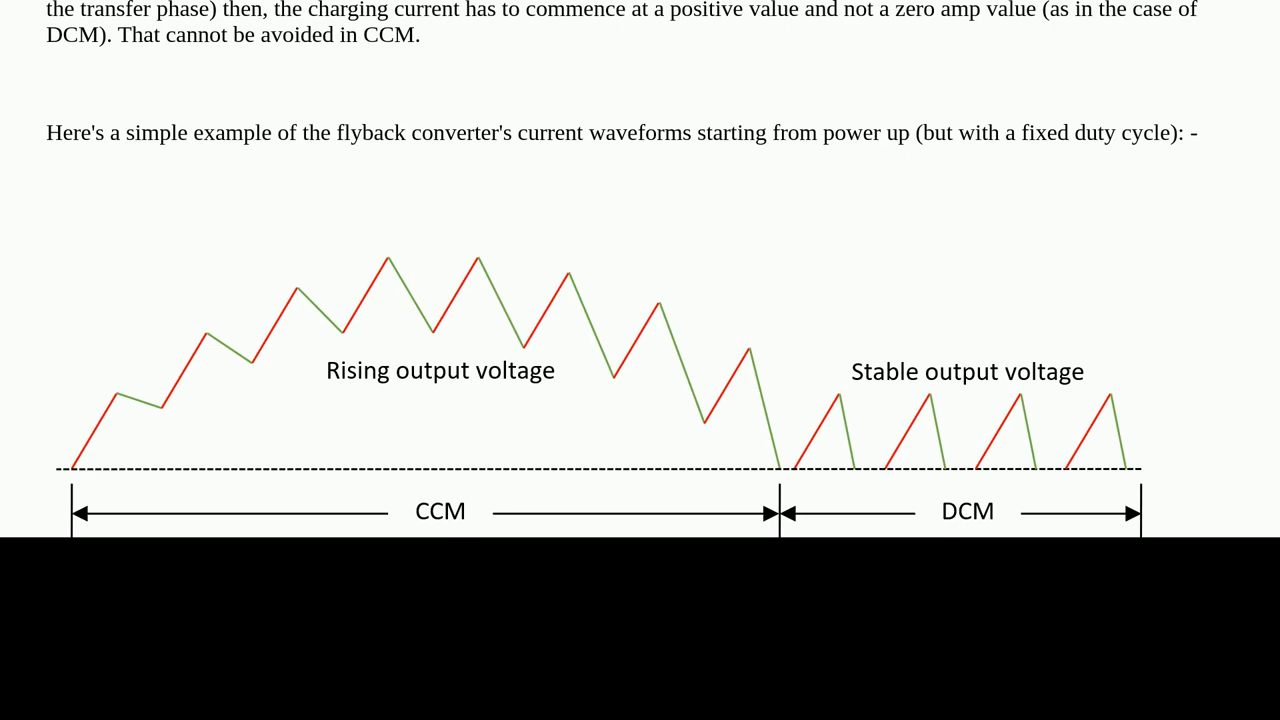 the transfer phase) then, the charging current has to commence at a positive value and not a zero amp value (as in the case of
DCM). That cannot be avoided in CCM.
Here's a simple example of the flyback converter's current waveforms starting from power up (but with a fixed duty cycle): -
Rising output voltage
Stable output voltage
CCM
DCM